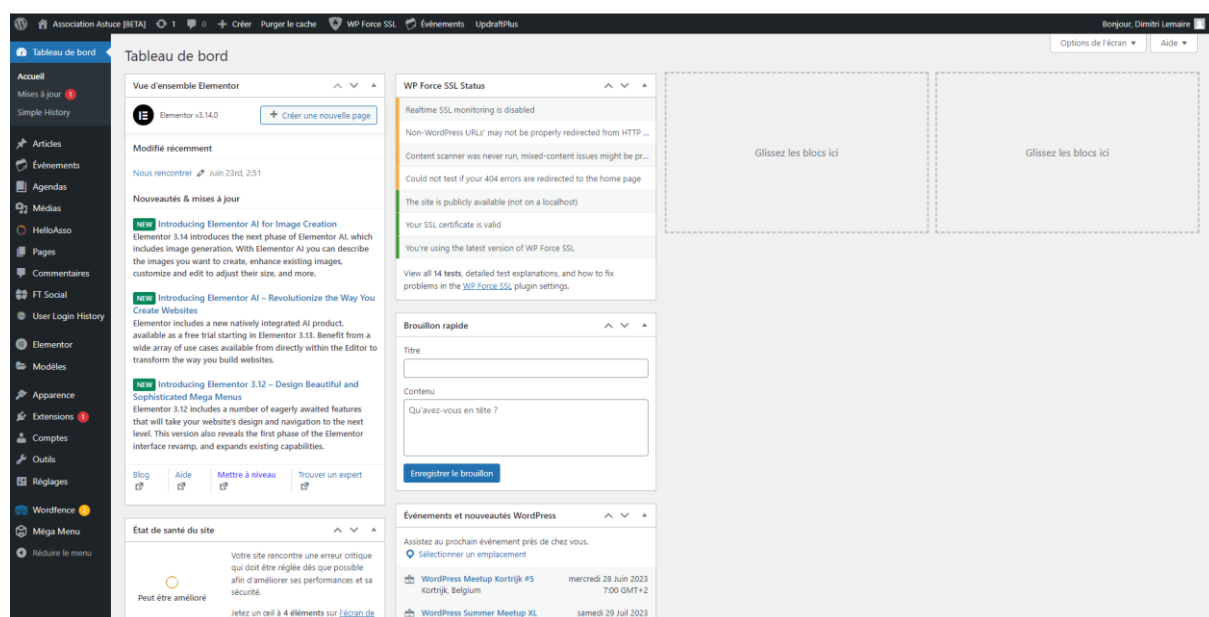 Association Astuce [BETA] 1 0 + Créer Purger le cache WP Force SSL Évènements UpdraftPlus Bonjour, Dimitri Lemaire
Options de l'écran ▼ Aide ▼
Tableau de bord
Accueil
Mises à jour 1
Simple History
Articles
Évènements
Agendas
Médias
HelloAsso
Pages
Commentaires
FT Social
User Login History
Elementor
Modèles
Apparence
Extensions 1
Comptes
Outils
Réglages
Wordfence 2
Méga Menu
Réduire le menu
Tableau de bord
Vue d'ensemble Elementor
Elementor v3.14.0
+ Créer une nouvelle page
Modifié récemment
Nous rencontrer Juin 23rd, 2:51
Nouveautés & mises à jour
NEW Introducing Elementor AI for Image Creation
Elementor 3.14 introduces the next phase of Elementor AI, which
includes image generation. With Elementor AI you can describe
the images you want to create, enhance existing images,
customize and edit to adjust their size, and more.
NEW Introducing Elementor AI – Revolutionize the Way You
Create Websites
Elementor includes a new natively integrated AI product,
available as a free trial starting in Elementor 3.13. Benefit from a
wide array of use cases available from directly within the Editor to
transform the way you build websites.
NEW Introducing Elementor 3.12 – Design Beautiful and
Sophisticated Mega Menus
Elementor 3.12 includes a number of eagerly awaited features
that will take your website's design and navigation to the next
level. This version also reveals the first phase of the Elementor
interface revamp, and expands existing capabilities.
Blog Aide Mettre à niveau Trouver un expert
État de santé du site
Peut être amélioré
Votre site rencontre une erreur critique
qui doit être réglée dès que possible
afin d'améliorer ses performances et sa
sécurité.
Jetez un œil à 4 éléments sur l'écran de
WP Force SSL Status
Realtime SSL monitoring is disabled
Non-WordPress URLs' may not be properly redirected from HTTP ...
Content scanner was never run, mixed-content issues might be pr...
Could not test if your 404 errors are redirected to the home page
The site is publicly available (not on a localhost)
Your SSL certificate is valid
You're using the latest version of WP Force SSL
View all 14 tests, detailed test explanations, and how to fix
problems in the WP Force SSL plugin settings.
Brouillon rapide
Titre
Contenu
Qu'avez-vous en tête ?
Enregistrer le brouillon
Évènements et nouveautés WordPress
Assistez au prochain évènement près de chez vous.
Sélectionner un emplacement
WordPress Meetup Kortrijk #5 mercredi 28 Juin 2023
Kortrijk, Belgium 7:00 GMT+2
WordPress Summer Meetup XL samedi 29 Juil 2023
Glissez les blocs ici
Glissez les blocs ici